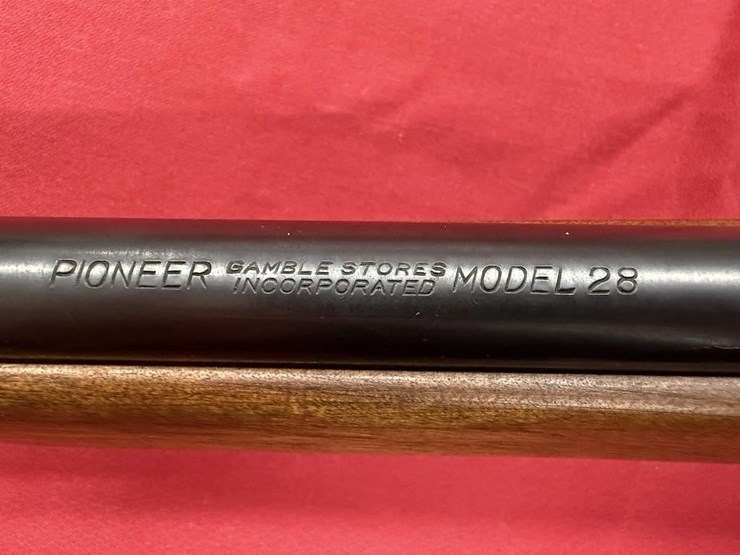 PIONEER GAMBLE STORES INCORPORATED MODEL 28